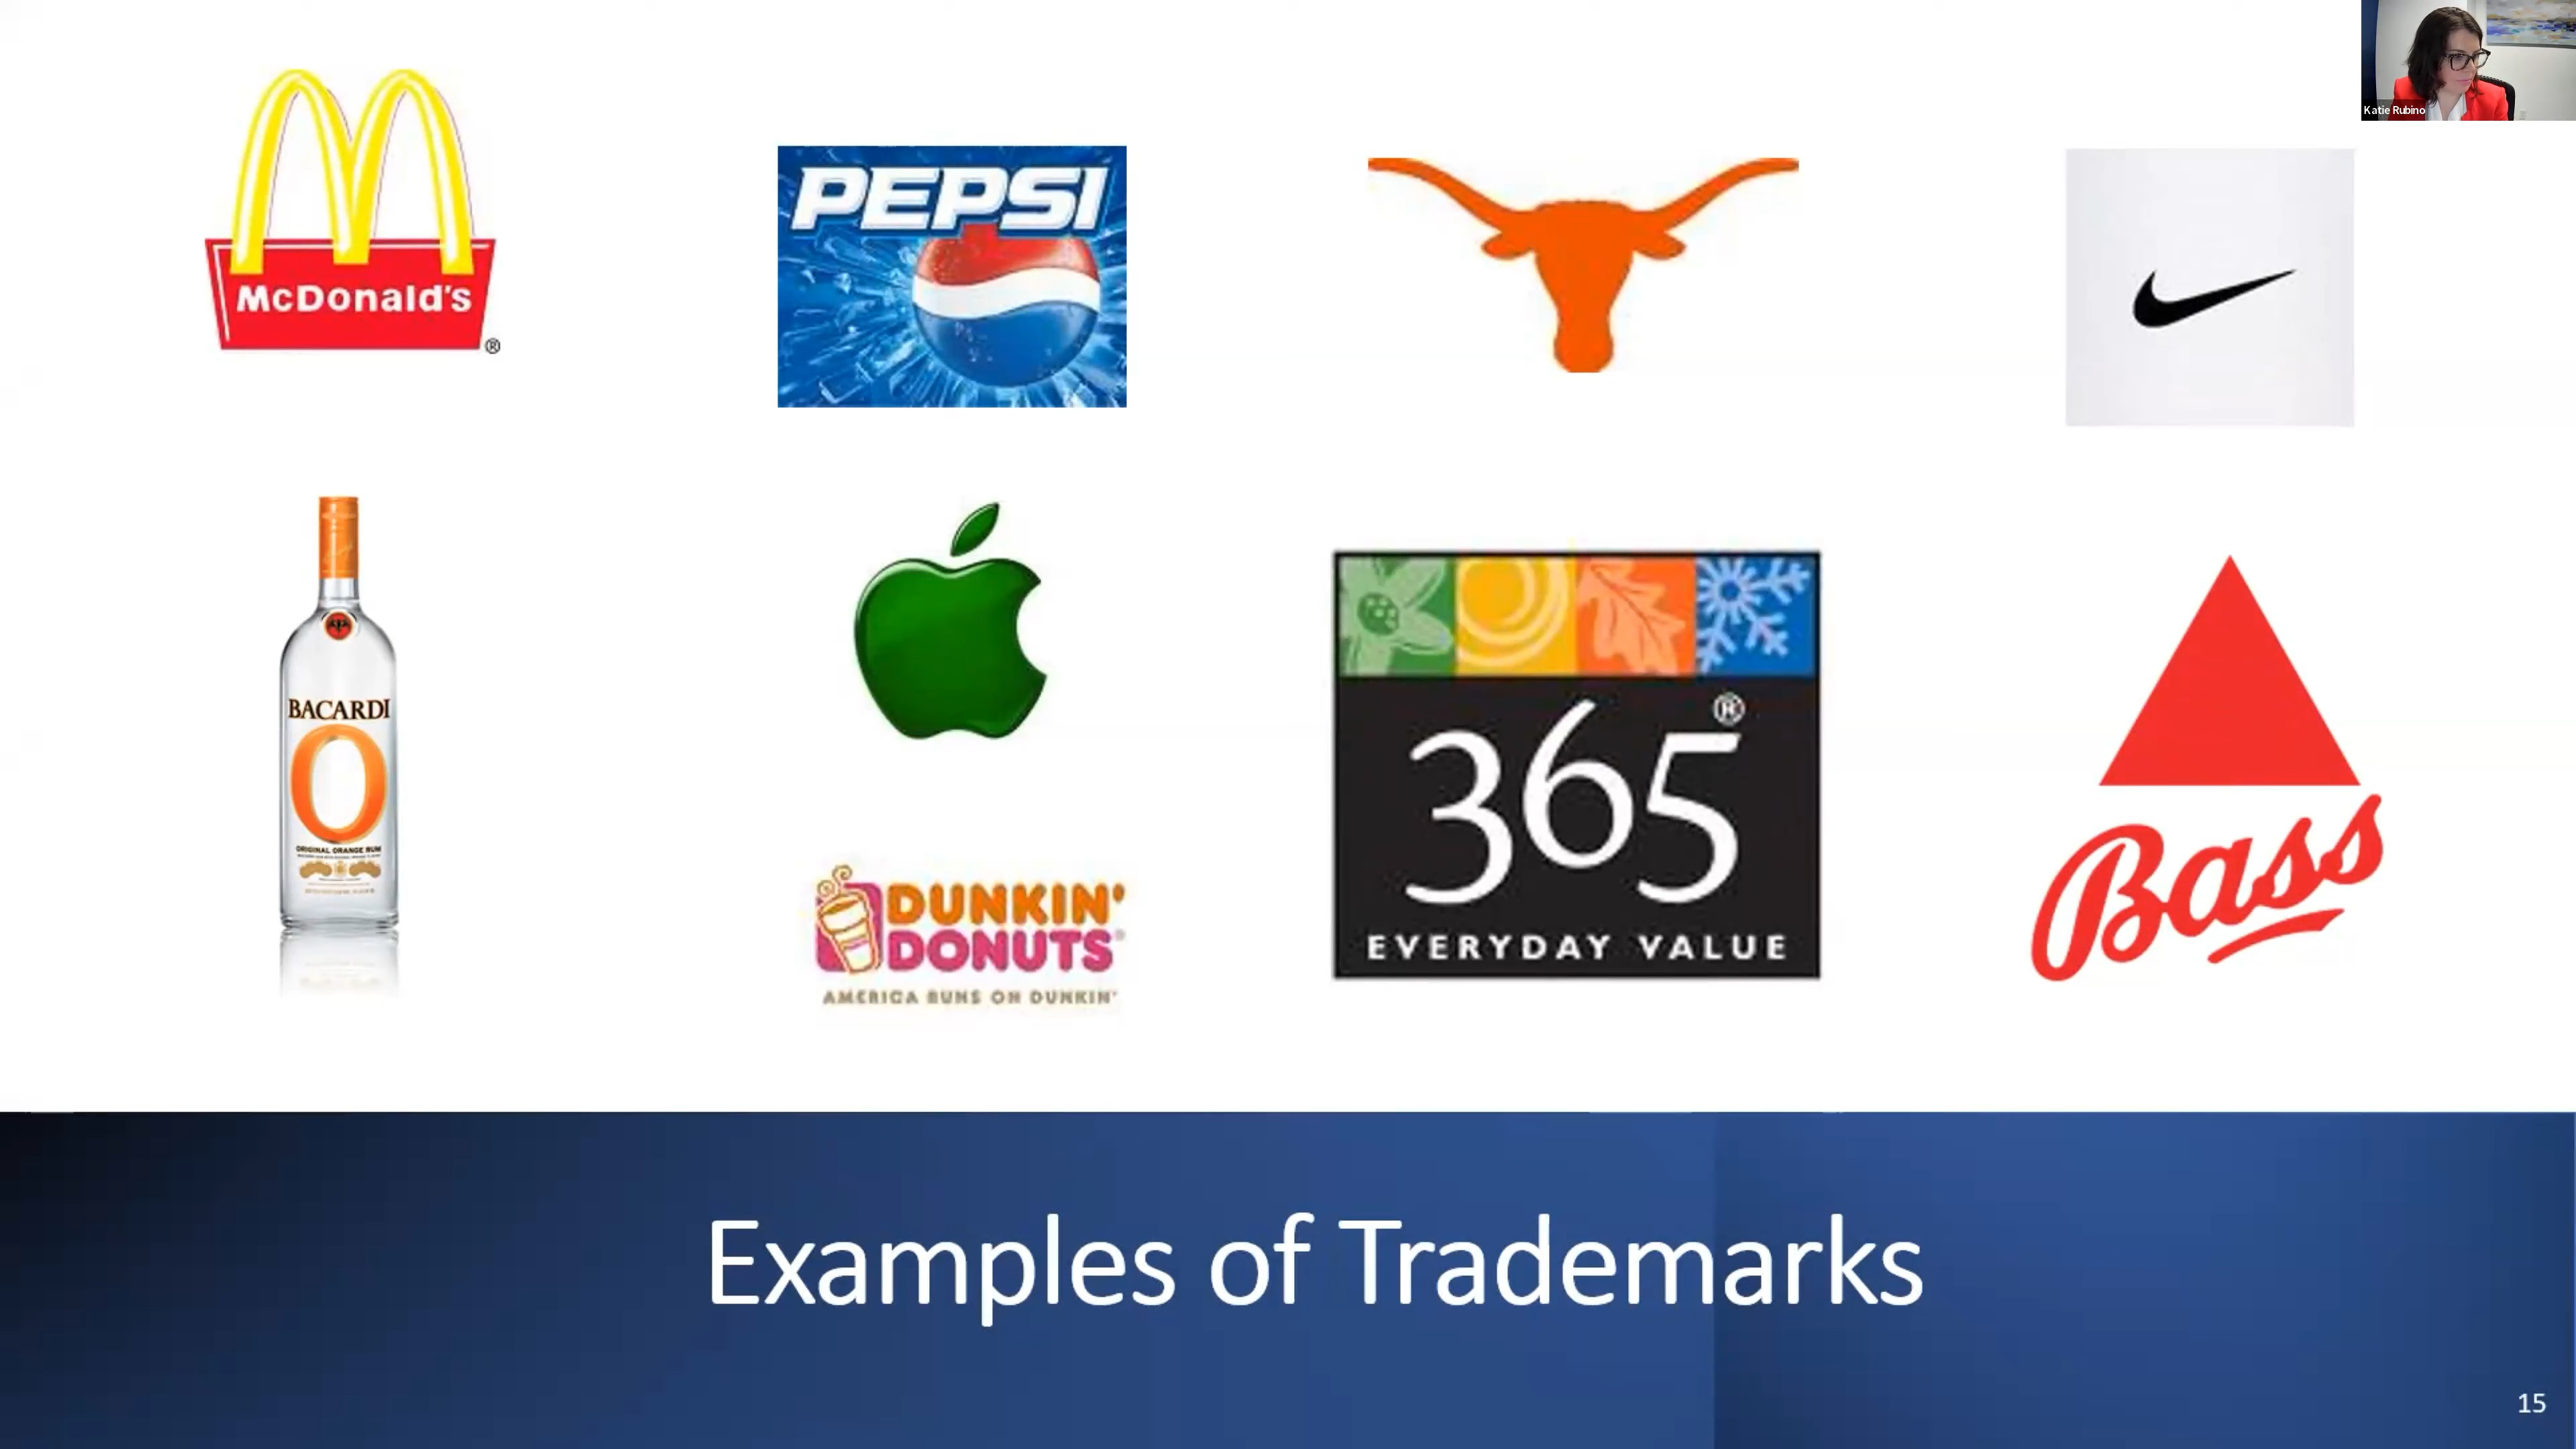 Katie Rubino
McDonald's
®
PEPSI
BACARDI
O
ORIGINAL ORANGE RUM
DUNKIN'
DONUTS®
AMERICA RUNS ON DUNKIN'
365®
EVERYDAY VALUE
Bass
Examples of Trademarks
15